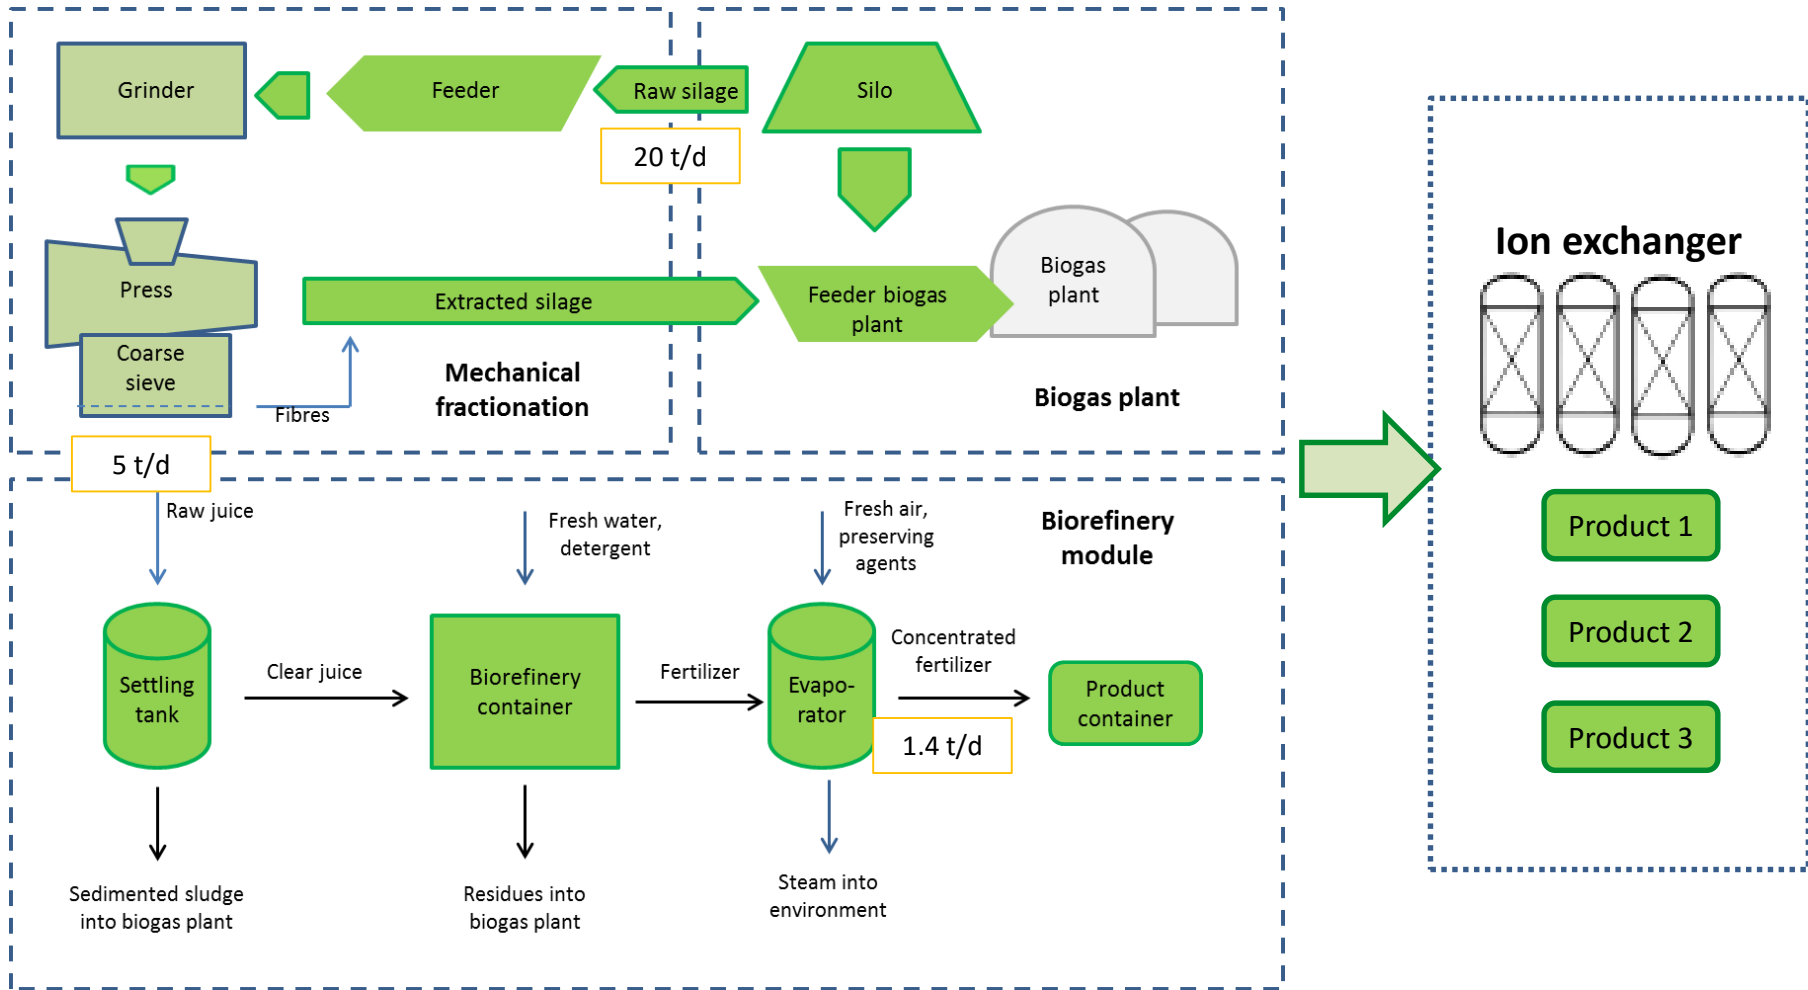 Grinder
Feeder
Raw silage
Silo
20 t/d
Press
Extracted silage
Feeder biogas
plant
Biogas
plant
Coarse
sieve
Fibres
Mechanical
fractionation
Biogas plant
5 t/d
Raw juice
Fresh water,
detergent
Fresh air,
preserving
agents
Biorefinery
module
Settling
tank
Clear juice
Biorefinery
container
Fertilizer
Evapo-
rator
Concentrated
fertilizer
1.4 t/d
Product
container
Sedimented sludge
into biogas plant
Residues into
biogas plant
Steam into
environment
Ion exchanger
Product 1
Product 2
Product 3